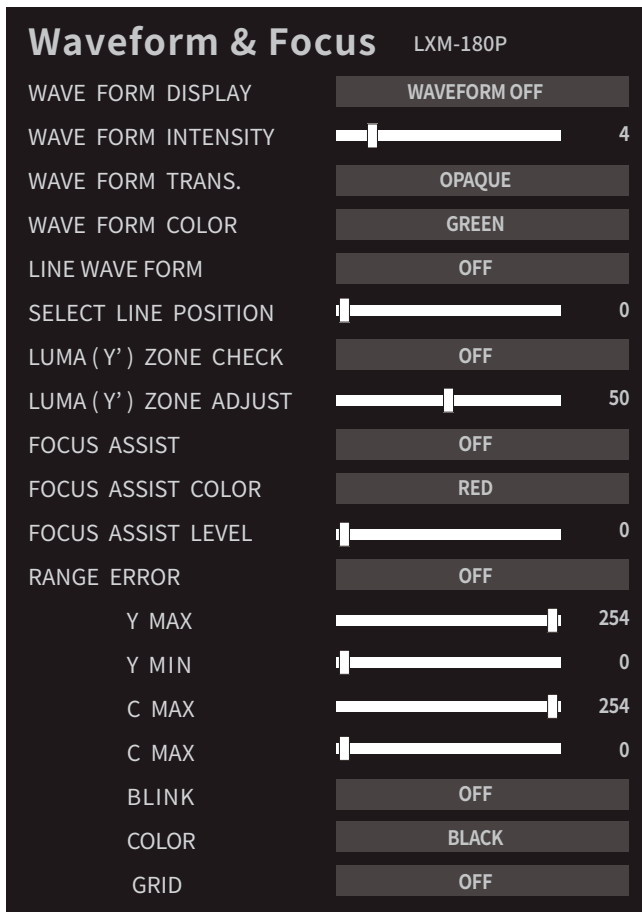 Waveform & Focus LXM-180P
WAVE FORM DISPLAY WAVEFORM OFF
WAVE FORM INTENSITY 4
WAVE FORM TRANS. OPAQUE
WAVE FORM COLOR GREEN
LINE WAVE FORM OFF
SELECT LINE POSITION 0
LUMA ( Y’ ) ZONE CHECK OFF
LUMA ( Y’ ) ZONE ADJUST 50
FOCUS ASSIST OFF
FOCUS ASSIST COLOR RED
FOCUS ASSIST LEVEL 0
RANGE ERROR OFF
Y MAX 254
Y MIN 0
C MAX 254
C MAX 0
BLINK OFF
COLOR BLACK
GRID OFF